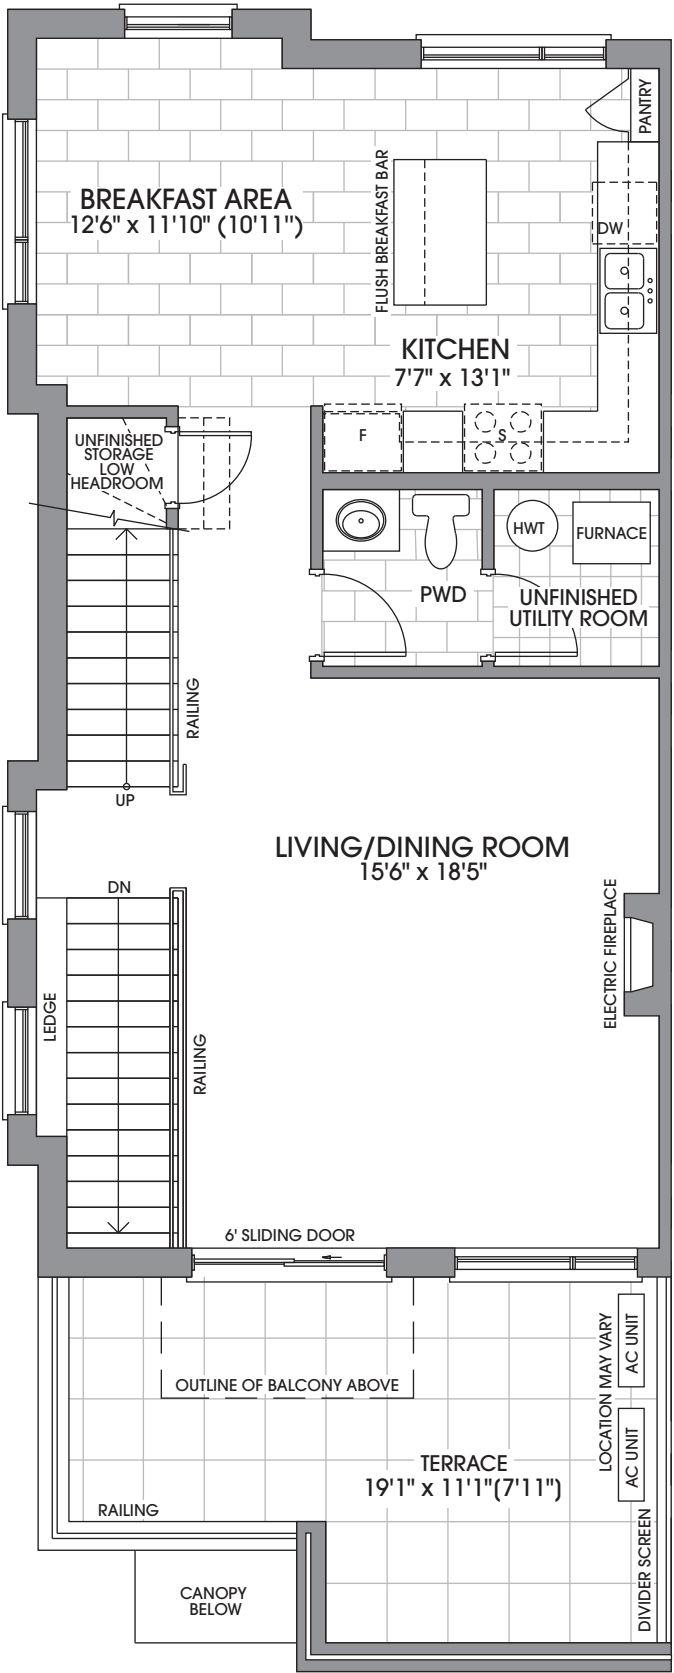 PANTRY
BREAKFAST AREA
12'6" x 11'10" (10'11")
FLUSH BREAKFAST BAR
DW
KITCHEN
7'7" x 13'1"
UNFINISHED
STORAGE
LOW
HEADROOM
F
S
HWT
FURNACE
PWD
UNFINISHED
UTILITY ROOM
RAILING
UP
LIVING/DINING ROOM
15'6" x 18'5"
DN
ELECTRIC FIREPLACE
LEDGE
RAILING
6' SLIDING DOOR
OUTLINE OF BALCONY ABOVE
LOCATION MAY VARY
AC UNIT
AC UNIT
TERRACE
19'1" x 11'1"(7'11")
RAILING
DIVIDER SCREEN
CANOPY
BELOW